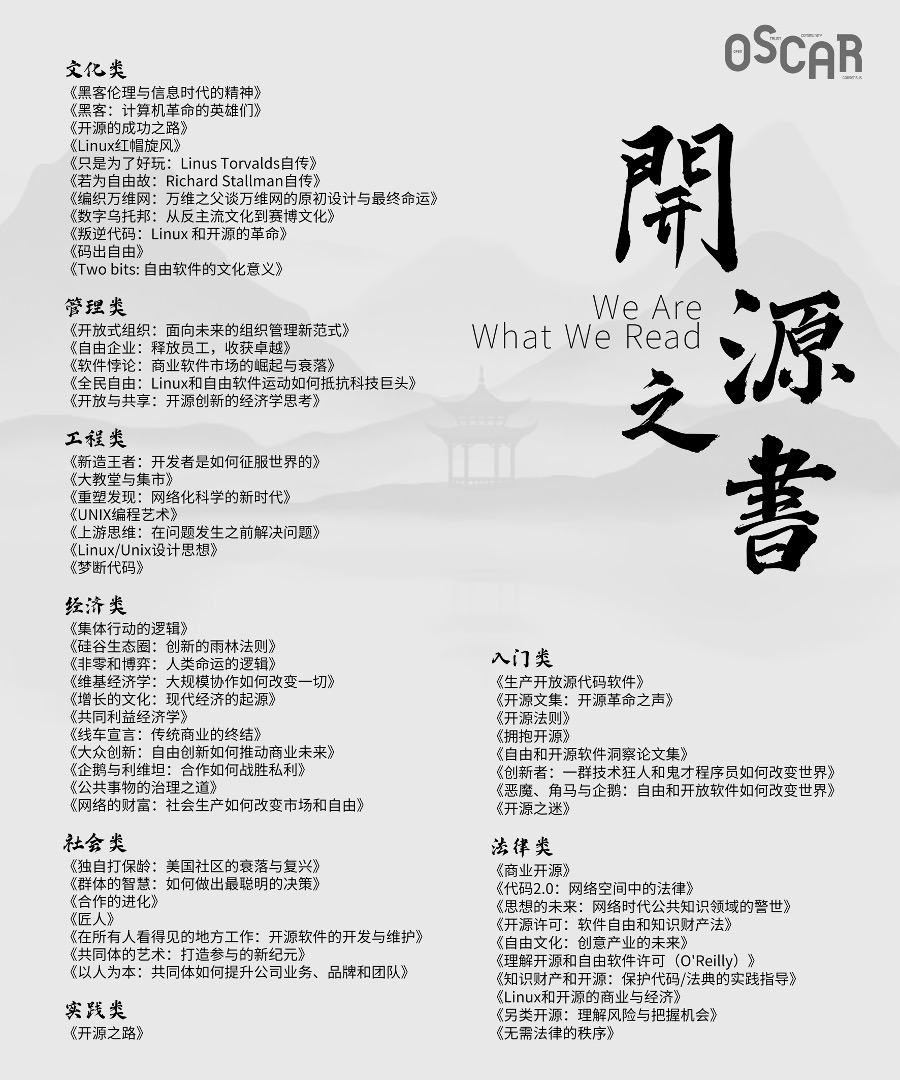 OSCAR
OPEN
開源之書
We Are
What We Read
文化类
《黑客伦理与信息时代的精神》
《黑客：计算机革命的英雄们》
《开源的成功之路》
《Linux红帽旋风》
《只是为了好玩：Linus Torvalds自传》
《若为自由故：Richard Stallman自传》
《编织万维网：万维之父谈万维网的原初设计与最终命运》
《数字乌托邦：从反主流文化到赛博文化》
《叛逆代码：Linux 和开源的革命》
《码出自由》
《Two bits: 自由软件的文化意义》
管理类
《开放式组织：面向未来的组织管理新范式》
《自由企业：释放员工，收获卓越》
《软件悖论：商业软件市场的崛起与衰落》
《全民自由：Linux和自由软件运动如何抵抗科技巨头》
《开放与共享：开源创新的经济学思考》
工程类
《新造王者：开发者是如何征服世界的》
《大教堂与集市》
《重塑发现：网络化科学的新时代》
《UNIX编程艺术》
《上游思维：在问题发生之前解决问题》
《Linux/Unix设计思想》
《梦断代码》
经济类
《集体行动的逻辑》
《硅谷生态圈：创新的雨林法则》
《非零和博弈：人类命运的逻辑》
《维基经济学：大规模协作如何改变一切》
《增长的文化：现代经济的起源》
《共同利益经济学》
《线车宣言：传统商业的终结》
《大众创新：自由创新如何推动商业未来》
《企鹅与利维坦：合作如何战胜私利》
《公共事物的治理之道》
《网络的财富：社会生产如何改变市场和自由》
社会类
《独自打保龄：美国社区的衰落与复兴》
《群体的智慧：如何做出最聪明的决策》
《合作的进化》
《匠人》
《在所有人看得见的地方工作：开源软件的开发与维护》
《共同体的艺术：打造参与的新纪元》
《以人为本：共同体如何提升公司业务、品牌和团队》
实践类
《开源之路》
入门类
《生产开放源代码软件》
《开源文集：开源革命之声》
《开源法则》
《拥抱开源》
《自由和开源软件洞察论文集》
《创新者：一群技术狂人和鬼才程序员如何改变世界》
《恶魔、角马与企鹅：自由和开放软件如何改变世界》
《开源之迷》
法律类
《商业开源》
《代码2.0：网络空间中的法律》
《思想的未来：网络时代公共知识领域的警世》
《开源许可：软件自由和知识财产法》
《自由文化：创意产业的未来》
《理解开源和自由软件许可（O'Reilly）》
《知识财产和开源：保护代码/法典的实践指导》
《Linux和开源的商业与经济》
《另类开源：理解风险与把握机会》
《无需法律的秩序》